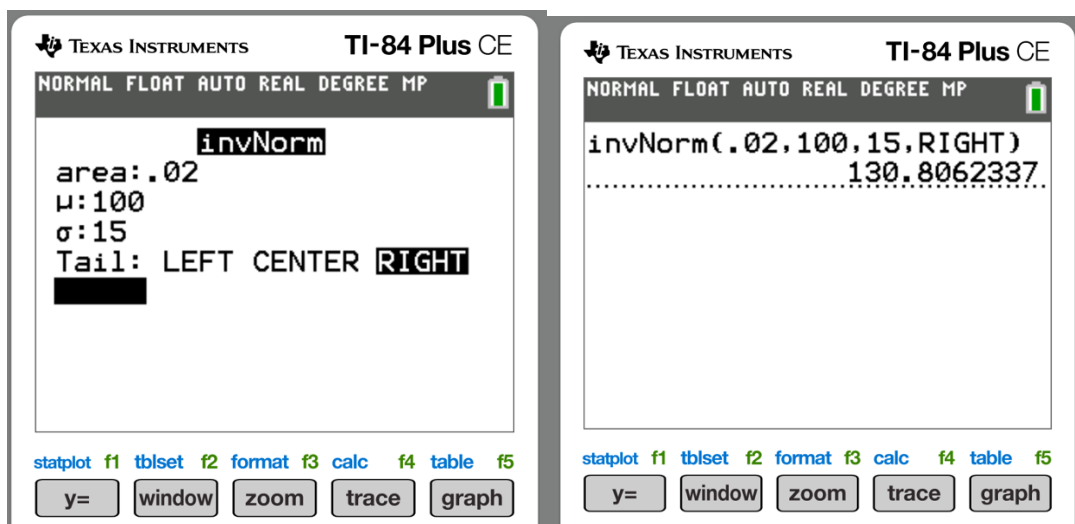 TEXAS INSTRUMENTS TI-84 Plus CE
NORMAL FLOAT AUTO REAL DEGREE MP
invNorm
area:.02
μ:100
σ:15
Tail: LEFT CENTER RIGHT
statplot f1 tblset f2 format f3 calc f4 table f5
y= window zoom trace graph
TEXAS INSTRUMENTS TI-84 Plus CE
NORMAL FLOAT AUTO REAL DEGREE MP
invNorm(.02,100,15,RIGHT)
130.8062337
statplot f1 tblset f2 format f3 calc f4 table f5
y= window zoom trace graph